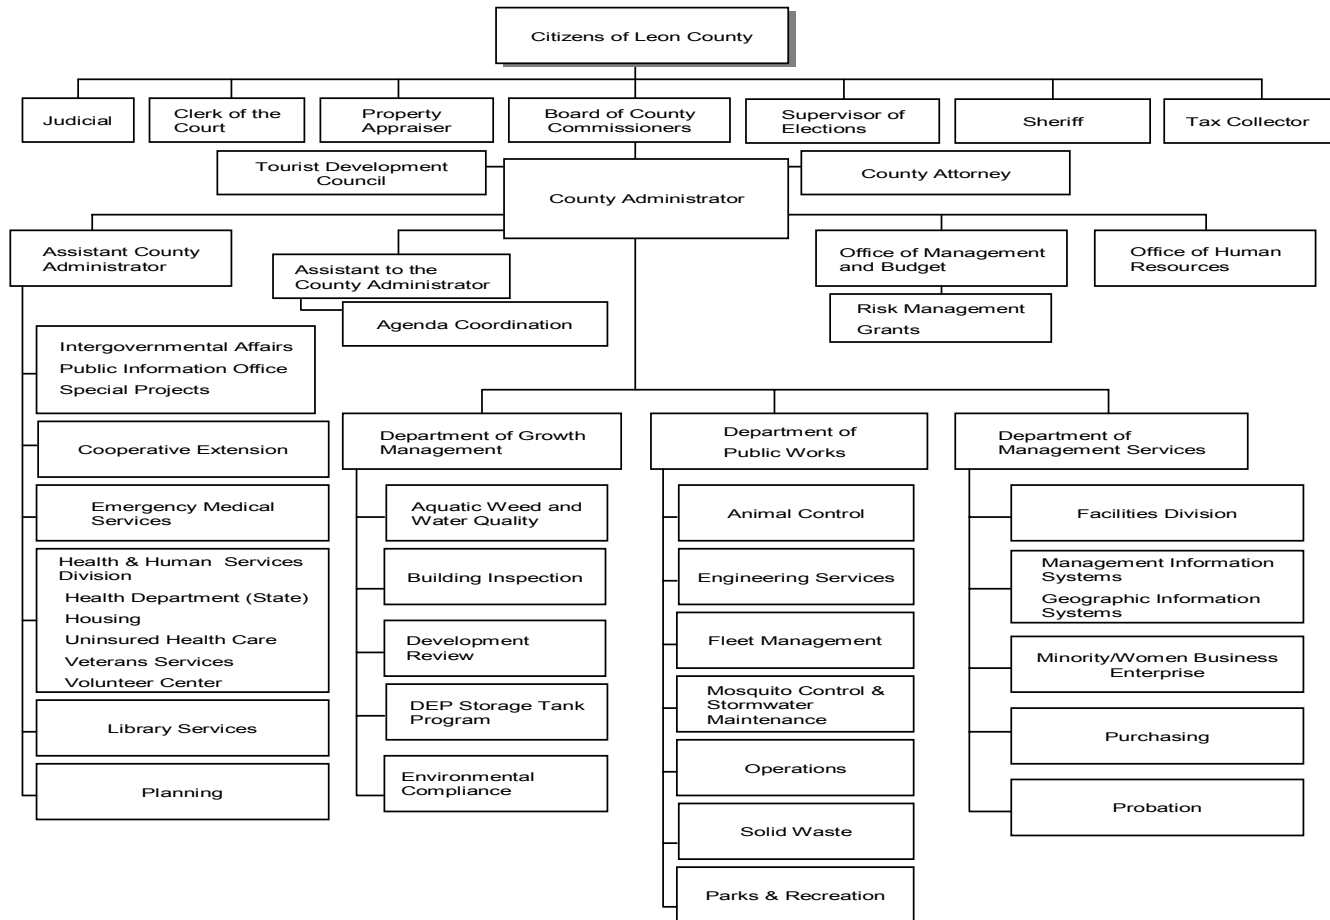 Citizens of Leon County
Judicial
Clerk of the
Court
Property
Appraiser
Board of County
Commissioners
Supervisor of
Elections
Sheriff
Tax Collector
Tourist Development
Council
County Administrator
County Attorney
Assistant County
Administrator
Assistant to the
County Administrator
Agenda Coordination
Office of Management
and Budget
Risk Management
Grants
Office of Human
Resources
Intergovernmental Affairs
Public Information Office
Special Projects
Cooperative Extension
Emergency Medical
Services
Health & Human Services
Division
Health Department (State)
Housing
Uninsured Health Care
Veterans Services
Volunteer Center
Library Services
Planning
Department of Growth
Management
Aquatic Weed and
Water Quality
Building Inspection
Development
Review
DEP Storage Tank
Program
Environmental
Compliance
Department of
Public Works
Animal Control
Engineering Services
Fleet Management
Mosquito Control &
Stormwater
Maintenance
Operations
Solid Waste
Parks & Recreation
Department of
Management Services
Facilities Division
Management Information
Systems
Geographic Information
Systems
Minority/Women Business
Enterprise
Purchasing
Probation